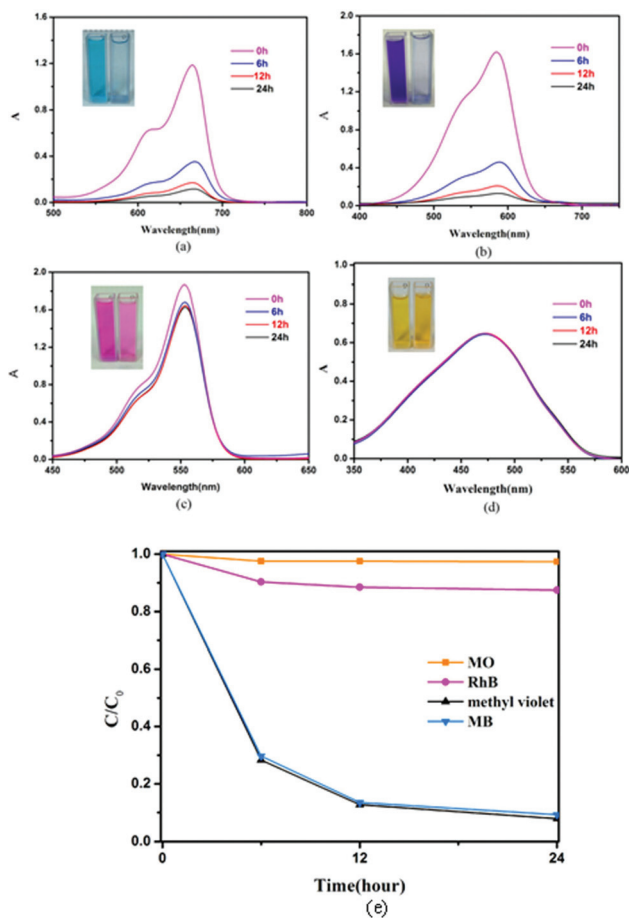 1.6
1.2
0.8
0.4
0.0
A
0h
6h
12h
24h
500 600 700 800
Wavelength(nm)
(a)
2.0
1.6
1.2
0.8
0.4
0.0
A
0h
6h
12h
24h
400 500 600 700
Wavelength(nm)
(b)
2.0
1.6
1.2
0.8
0.4
0.0
A
0h
6h
12h
24h
450 500 550 600 650
Wavelength(nm)
(c)
1.0
0.8
0.6
0.4
0.2
0.0
A
0h
6h
12h
24h
350 400 450 500 550 600
Wavelength(nm)
(d)
1.0
0.8
0.6
0.4
0.2
0.0
C/C₀
MO
RhB
methyl violet
MB
0 12 24
Time(hour)
(e)